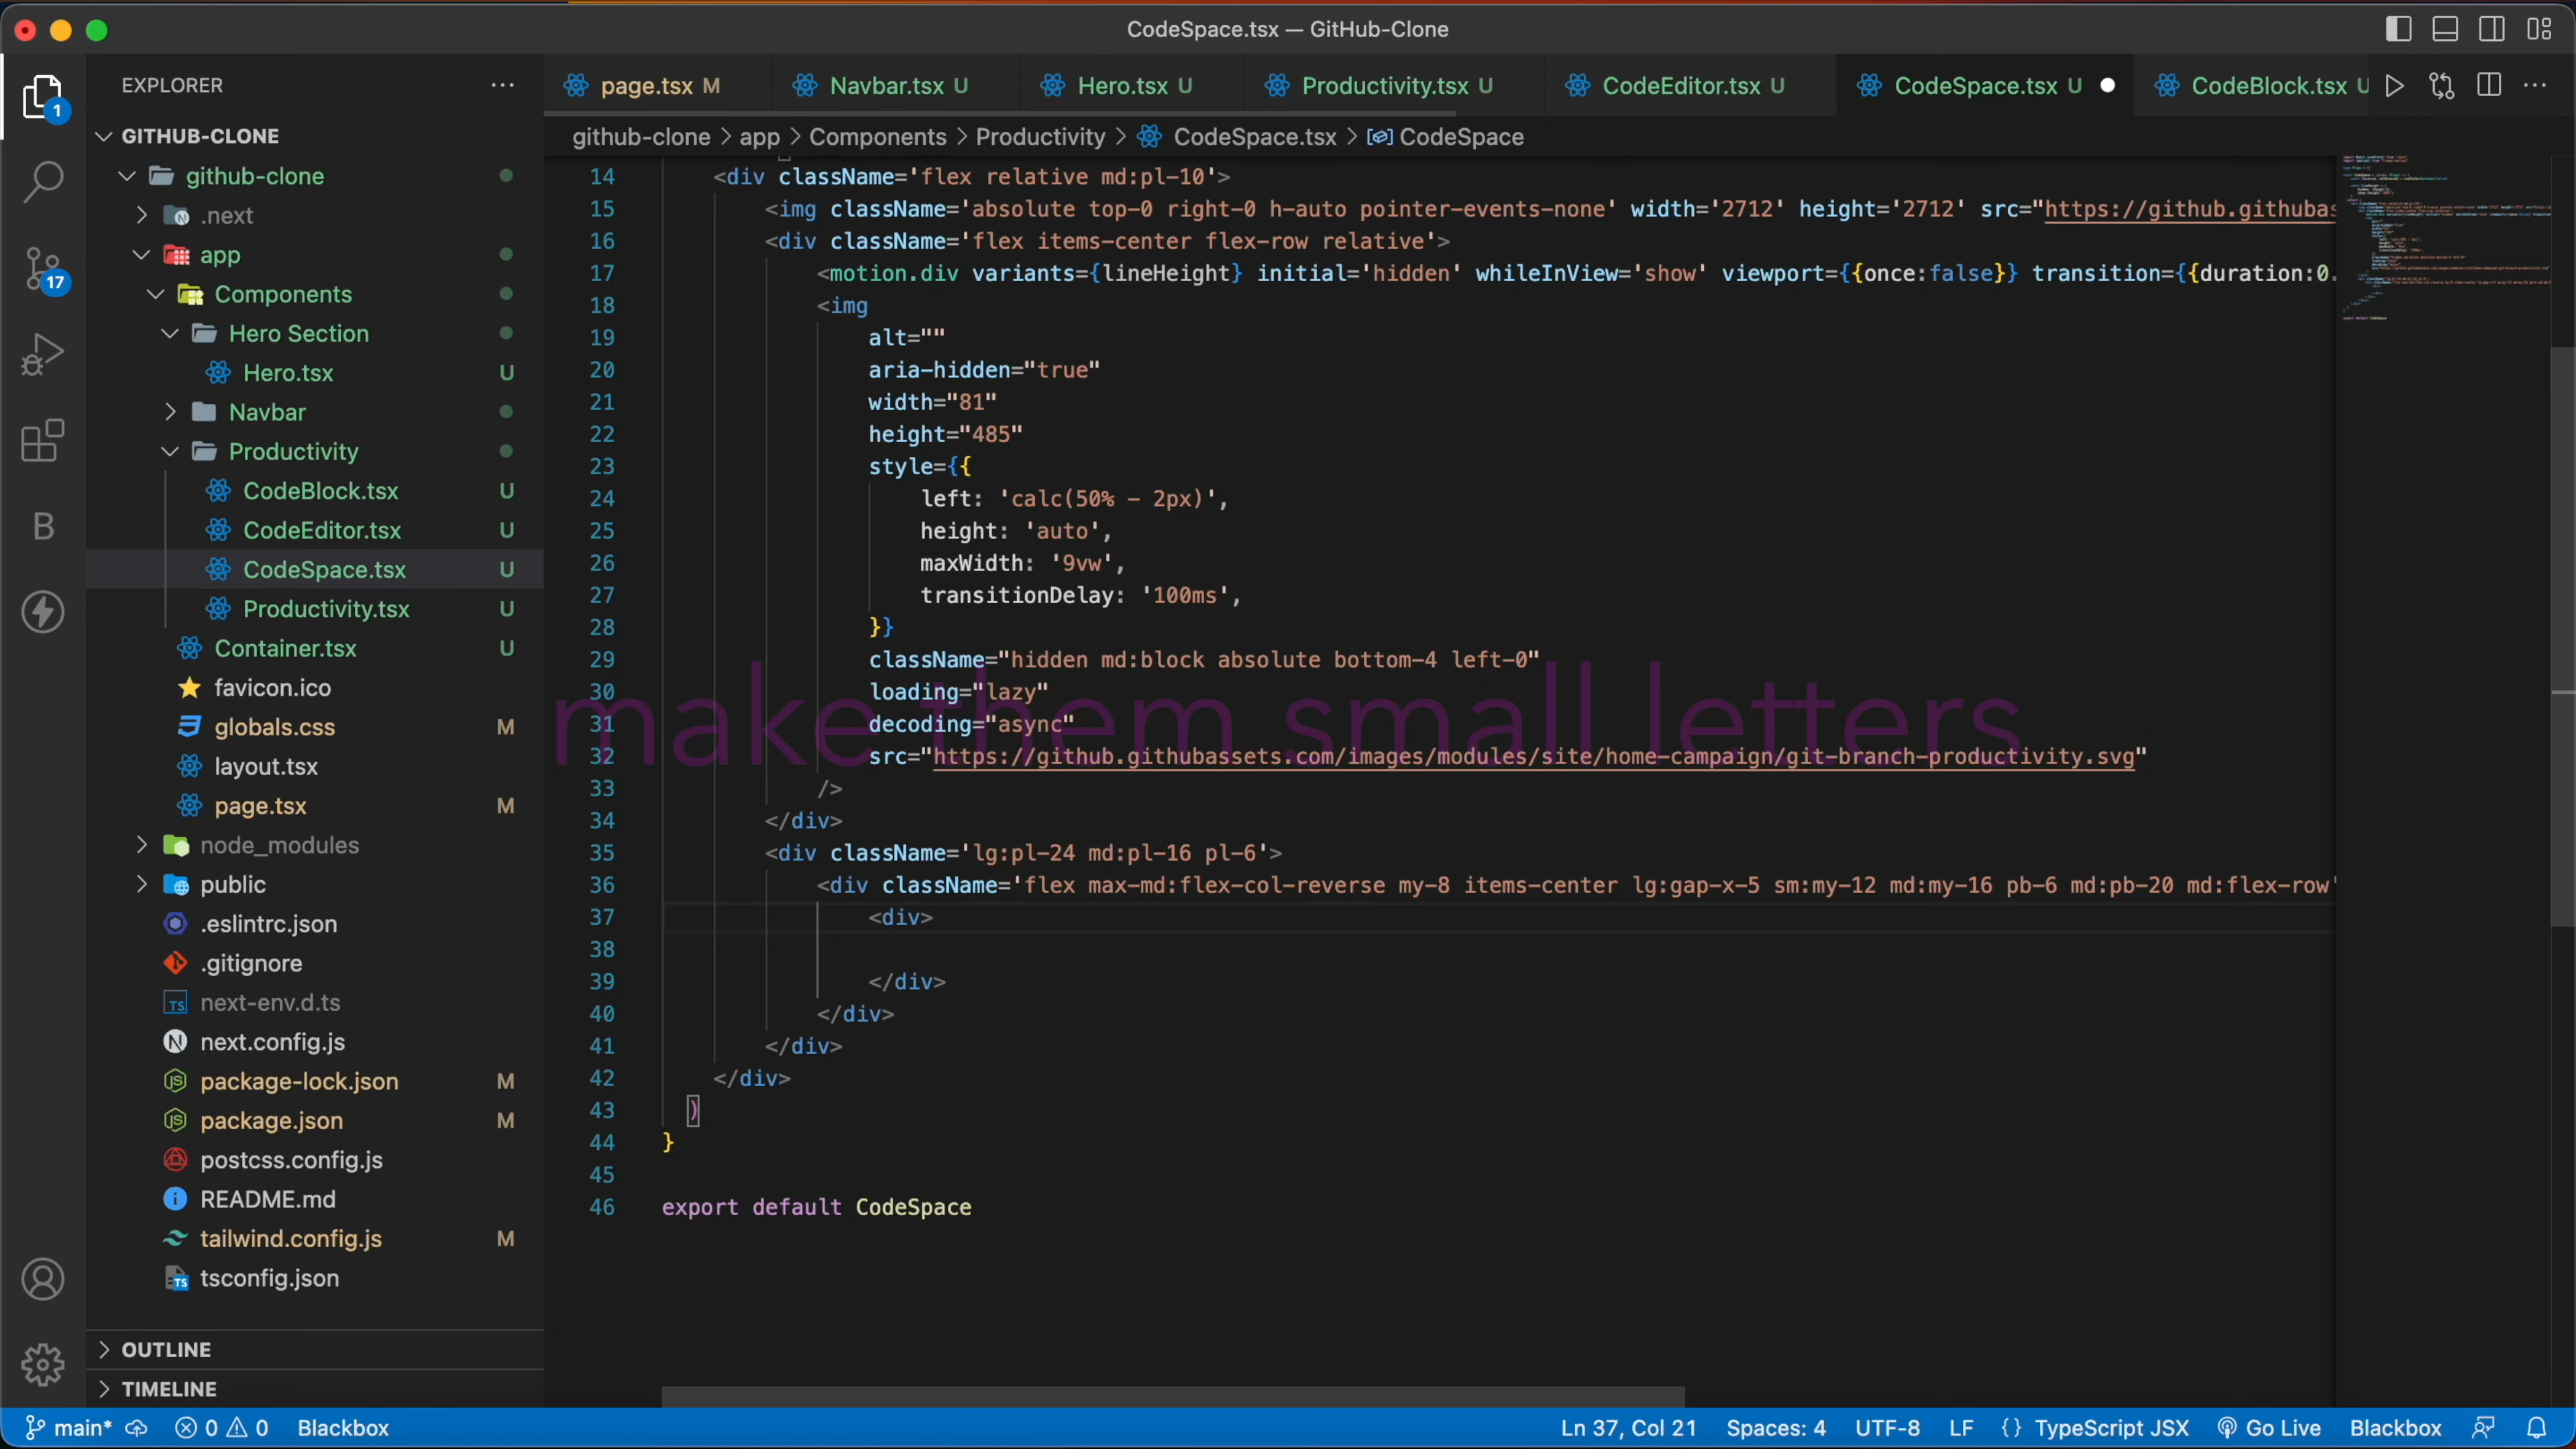 CodeSpace.tsx — GitHub-Clone
EXPLORER
page.tsx M
Navbar.tsx U
Hero.tsx U
Productivity.tsx U
CodeEditor.tsx U
CodeSpace.tsx U
CodeBlock.tsx U
github-clone > app > Components > Productivity > CodeSpace.tsx > CodeSpace
1
17
B
GITHUB-CLONE
github-clone
.next
app
Components
Hero Section
Hero.tsx U
Navbar
Productivity
CodeBlock.tsx U
CodeEditor.tsx U
CodeSpace.tsx U
Productivity.tsx U
Container.tsx U
favicon.ico
globals.css M
layout.tsx
page.tsx M
node_modules
public
.eslintrc.json
.gitignore
next-env.d.ts
next.config.js
package-lock.json M
package.json M
postcss.config.js
README.md
tailwind.config.js M
tsconfig.json
OUTLINE
TIMELINE
14 <div className='flex relative md:pl-10'>
15 <img className='absolute top-0 right-0 h-auto pointer-events-none' width='2712' height='2712' src="https://github.githubas
16 <div className='flex items-center flex-row relative'>
17 <motion.div variants={lineHeight} initial='hidden' whileInView='show' viewport={{once:false}} transition={{duration:0.
18 <img
19 alt=""
20 aria-hidden="true"
21 width="81"
22 height="485"
23 style={{
24 left: 'calc(50% - 2px)',
25 height: 'auto',
26 maxWidth: '9vw',
27 transitionDelay: '100ms',
28 }}
29 className="hidden md:block absolute bottom-4 left-0"
30 loading="lazy"
31 decoding="async"
make them small letters
32 src="https://github.githubassets.com/images/modules/site/home-campaign/git-branch-productivity.svg"
33 />
34 </div>
35 <div className='lg:pl-24 md:pl-16 pl-6'>
36 <div className='flex max-md:flex-col-reverse my-8 items-center lg:gap-x-5 sm:my-12 md:my-16 pb-6 md:pb-20 md:flex-row'
37 <div>
38
39 </div>
40 </div>
41 </div>
42 </div>
43 )
44 }
45
46 export default CodeSpace
main* 0 0 Blackbox
Ln 37, Col 21 Spaces: 4 UTF-8 LF {} TypeScript JSX Go Live Blackbox